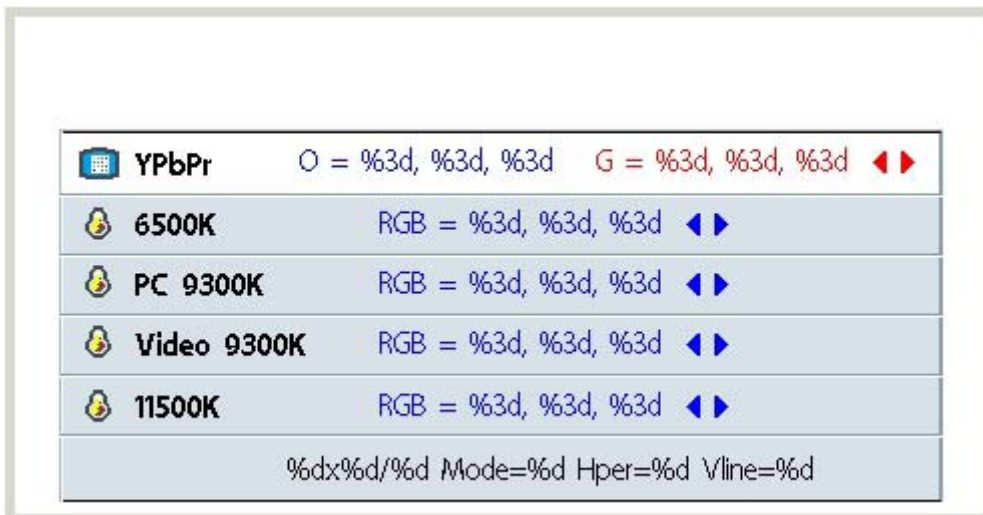 YPbPr O = %3d, %3d, %3d G = %3d, %3d, %3d
6500K RGB = %3d, %3d, %3d
PC 9300K RGB = %3d, %3d, %3d
Video 9300K RGB = %3d, %3d, %3d
11500K RGB = %3d, %3d, %3d
%dx%d/%d Mode=%d Hper=%d Vline=%d